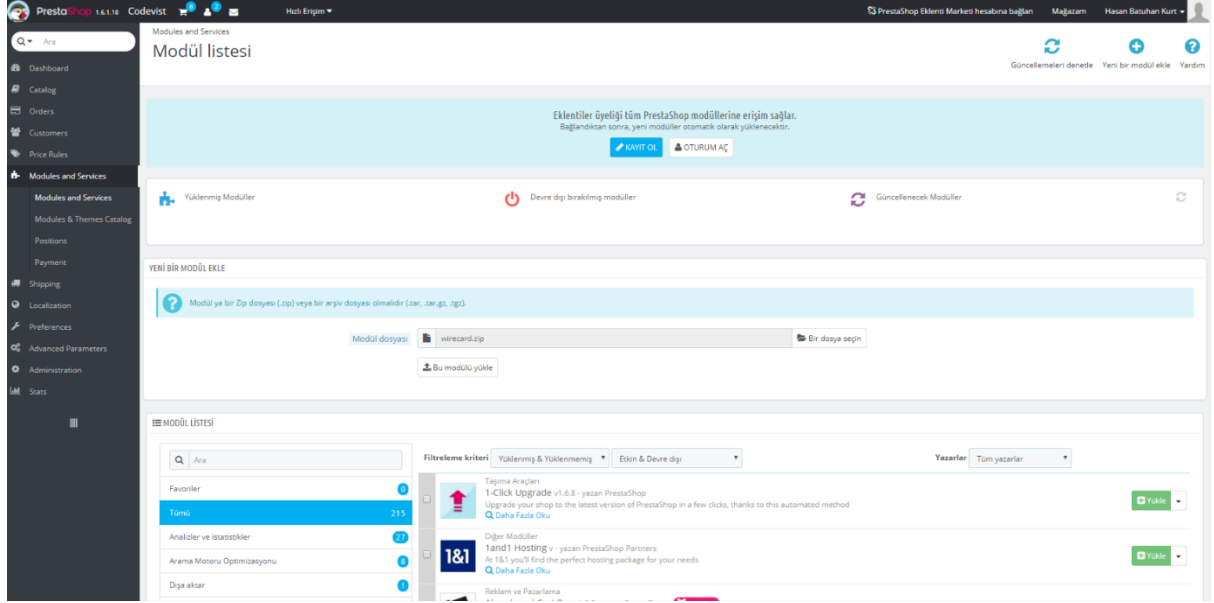 PrestaShop 1.6.1.18 Codevist 8 2 Hızlı Erişim PrestaShop Eklenti Marketi hesabına bağlan Mağazam Hasan Batuhan Kurt
Ara
Dashboard
Catalog
Orders
Customers
Price Rules
Modules and Services
Modules and Services
Modules & Themes Catalog
Positions
Payment
Shipping
Localization
Preferences
Advanced Parameters
Administration
Stats
Modules and Services
Modül listesi
Güncellemeleri denetle Yeni bir modül ekle Yardım
Eklentiler üyeliği tüm PrestaShop modüllerine erişim sağlar.
Bağlandıktan sonra, yeni modüller otomatik olarak yüklenecektir.
KAYIT OL OTURUM AÇ
Yüklenmiş Modüller Devre dışı bırakılmış modüller Güncellenecek Modüller
YENİ BİR MODÜL EKLE
? Modül ya bir Zip dosyası (.zip) veya bir arşiv dosyası olmalıdır (.tar, .tar.gz, .tgz).
Modül dosyası wirecard.zip Bir dosya seçin
Bu modülü yükle
MODÜL LİSTESİ
Ara
Favoriler 0
Tümü 215
Analizler ve istatistikler 27
Arama Motoru Optimizasyonu 8
Dışa aktar 1
Filtreleme kriteri Yüklenmiş & Yüklenmemiş Etkin & Devre dışı Yazarlar Tüm yazarlar
Taşıma Araçları
1-Click Upgrade v1.6.8 - yazan PrestaShop
Upgrade your shop to the latest version of PrestaShop in a few clicks, thanks to this automated method
Daha Fazla Oku
Yükle
Diğer Modüller
1&1
1and1 Hosting v - yazan PrestaShop Partners
At 1&1 you'll find the perfect hosting package for your needs
Daha Fazla Oku
Yükle
Reklam ve Pazarlama